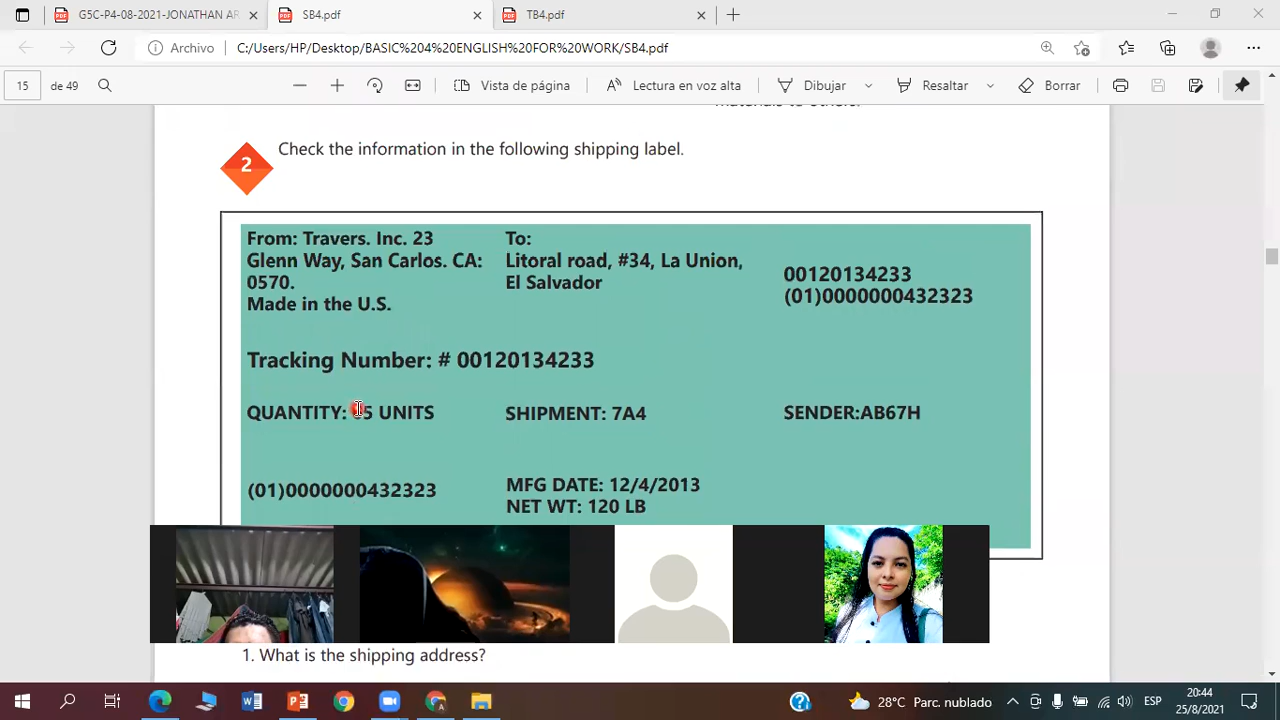 G5C-P4-08-2021-JONATHAN AR
SB4.pdf
TB4.pdf
Archivo
C:/Users/HP/Desktop/BASIC%204%20ENGLISH%20FOR%20WORK/SB4.pdf
15
de 49
Vista de página
Lectura en voz alta
Dibujar
Resaltar
Borrar
materials to others.
2
Check the information in the following shipping label.
From: Travers. Inc. 23
Glenn Way, San Carlos. CA:
0570.
Made in the U.S.
To:
Litoral road, #34, La Union,
El Salvador
00120134233
(01)0000000432323
Tracking Number: # 00120134233
QUANTITY: UNITS
SHIPMENT: 7A4
SENDER:AB67H
(01)0000000432323
MFG DATE: 12/4/2013
NET WT: 120 LB
1. What is the shipping address?
28°C Parc. nublado
ESP
20:44
25/8/2021